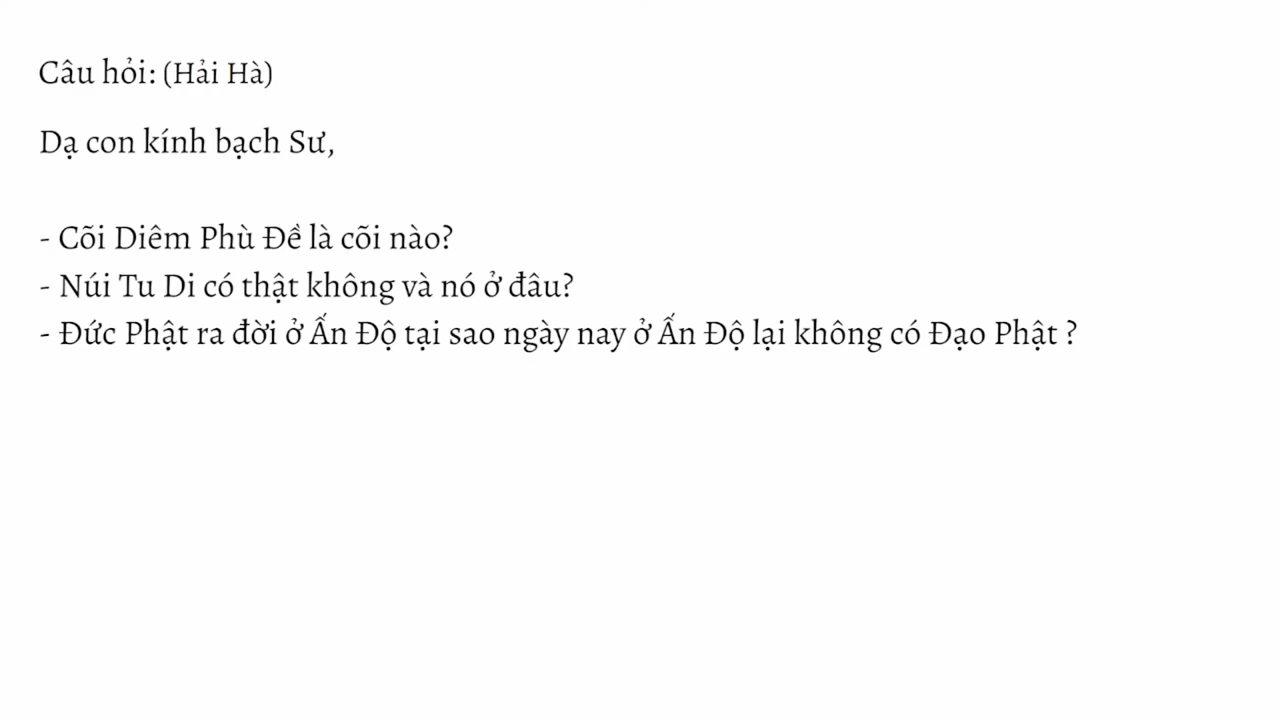 Câu hỏi: (Hải Hà)
Dạ con kính bạch Sư,
- Cõi Diêm Phù Đề là cõi nào?
- Núi Tu Di có thật không và nó ở đâu?
- Đức Phật ra đời ở Ấn Độ tại sao ngày nay ở Ấn Độ lại không có Đạo Phật ?